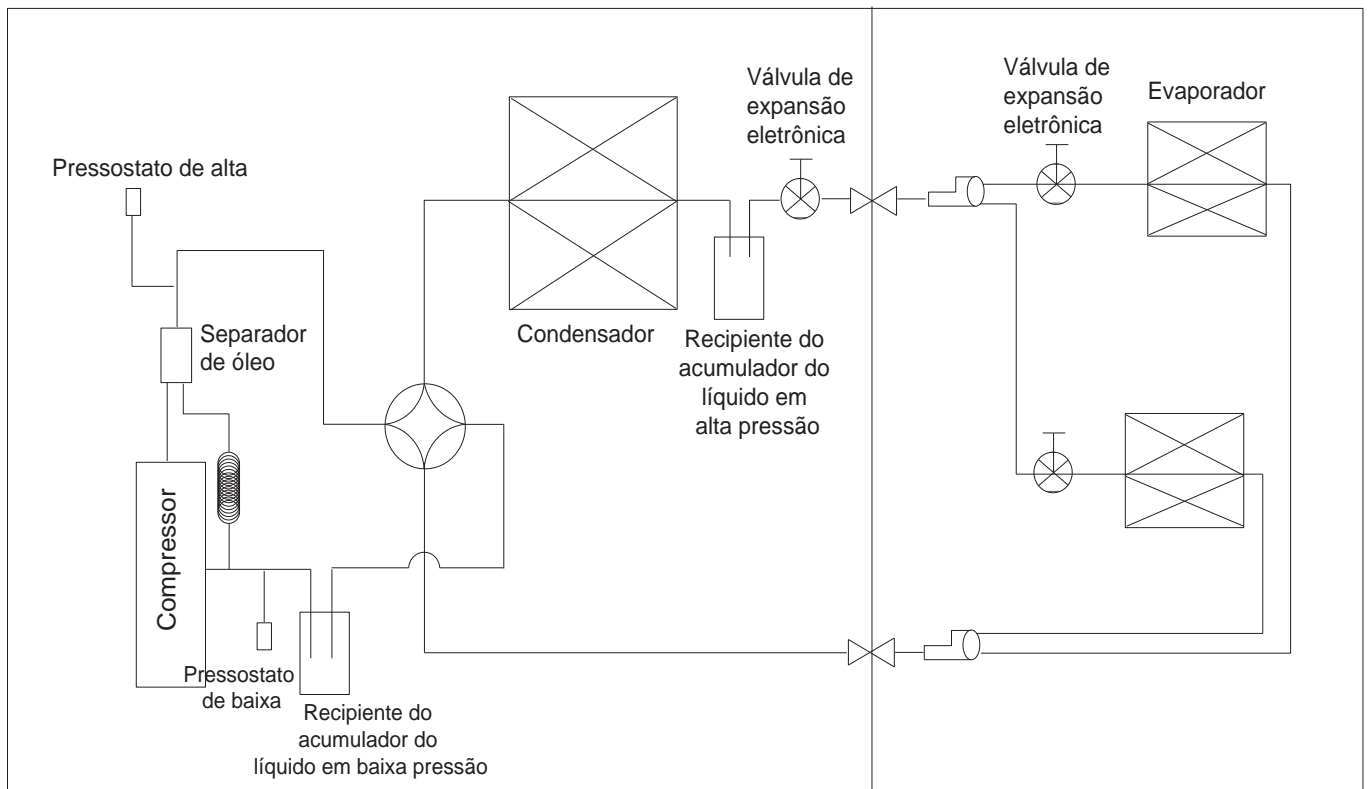 Válvula de
expansão
eletrônica
Válvula de
expansão
eletrônica
Evaporador
Pressostato de alta
Separador
de óleo
Condensador
Recipiente do
acumulador do
líquido em
alta pressão
Compressor
Pressostato
de baixa
Recipiente do
acumulador do
líquido em baixa pressão